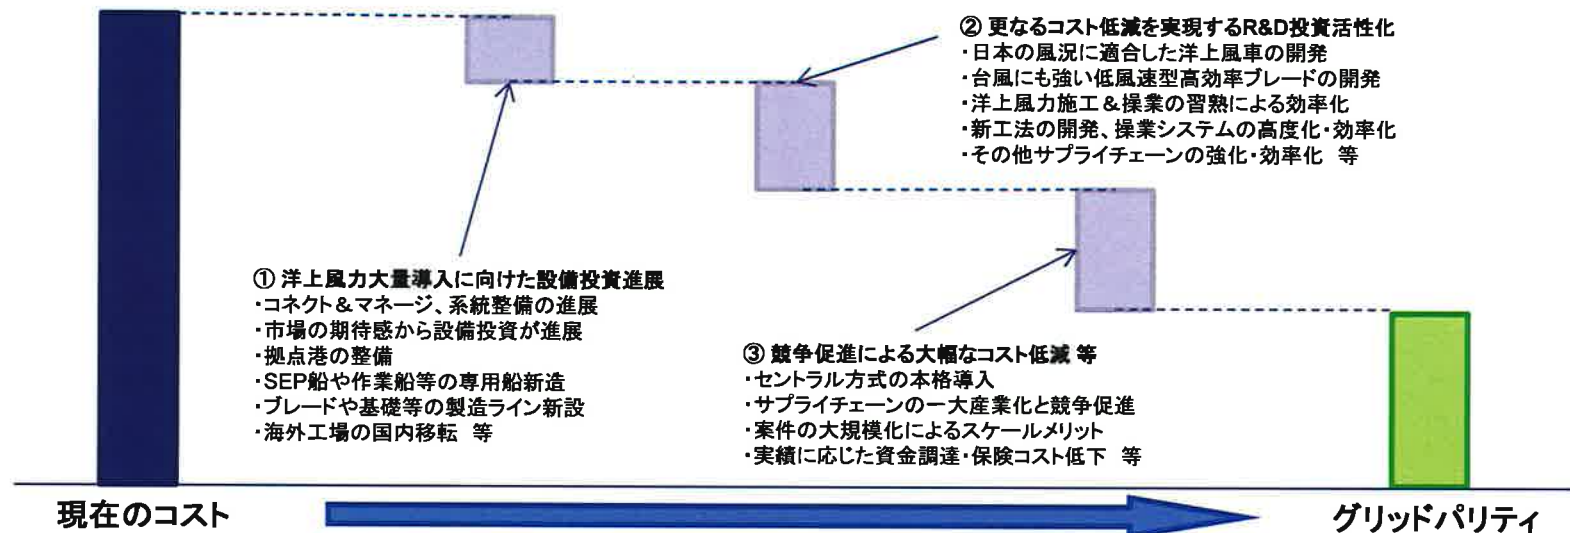 ② 更なるコスト低減を実現するR&D投資活性化
・日本の風況に適合した洋上風車の開発
・台風にも強い低風速型高効率ブレードの開発
・洋上風力施工&操業の習熟による効率化
・新工法の開発、操業システムの高度化・効率化
・その他サプライチェーンの強化・効率化 等
① 洋上風力大量導入に向けた設備投資進展
・コネクト&マネージ、系統整備の進展
・市場の期待感から設備投資が進展
・拠点港の整備
・SEP船や作業船等の専用船新造
・ブレードや基礎等の製造ライン新設
・海外工場の国内移転 等
③ 競争促進による大幅なコスト低減 等
・セントラル方式の本格導入
・サプライチェーンの一大産業化と競争促進
・案件の大規模化によるスケールメリット
・実績に応じた資金調達・保険コスト低下 等
現在のコスト
グリッドパリティ